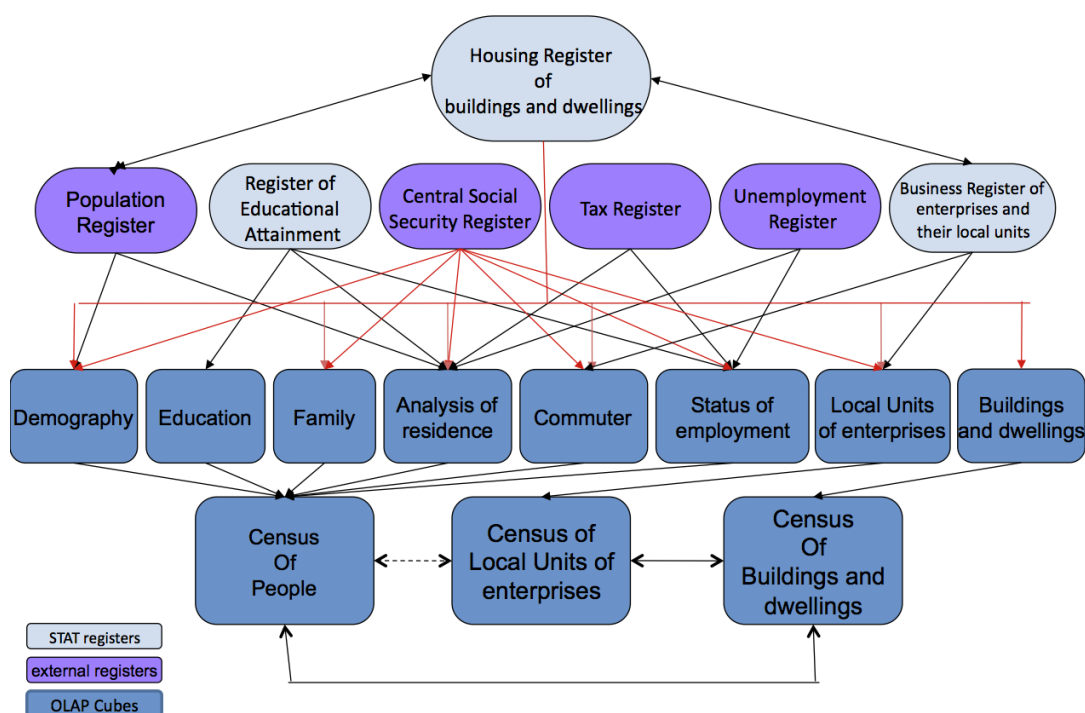 Housing Register
of
buildings and dwellings
Population
Register
Register of
Educational
Attainment
Central Social
Security Register
Tax Register
Unemployment
Register
Business Register of
enterprises and
their local units
Demography
Education
Family
Analysis of
residence
Commuter
Status of
employment
Local Units
of enterprises
Buildings
and dwellings
Census
Of
People
Census of
Local Units of
enterprises
Census
Of
Buildings and
dwellings
STAT registers
external registers
OLAP Cubes